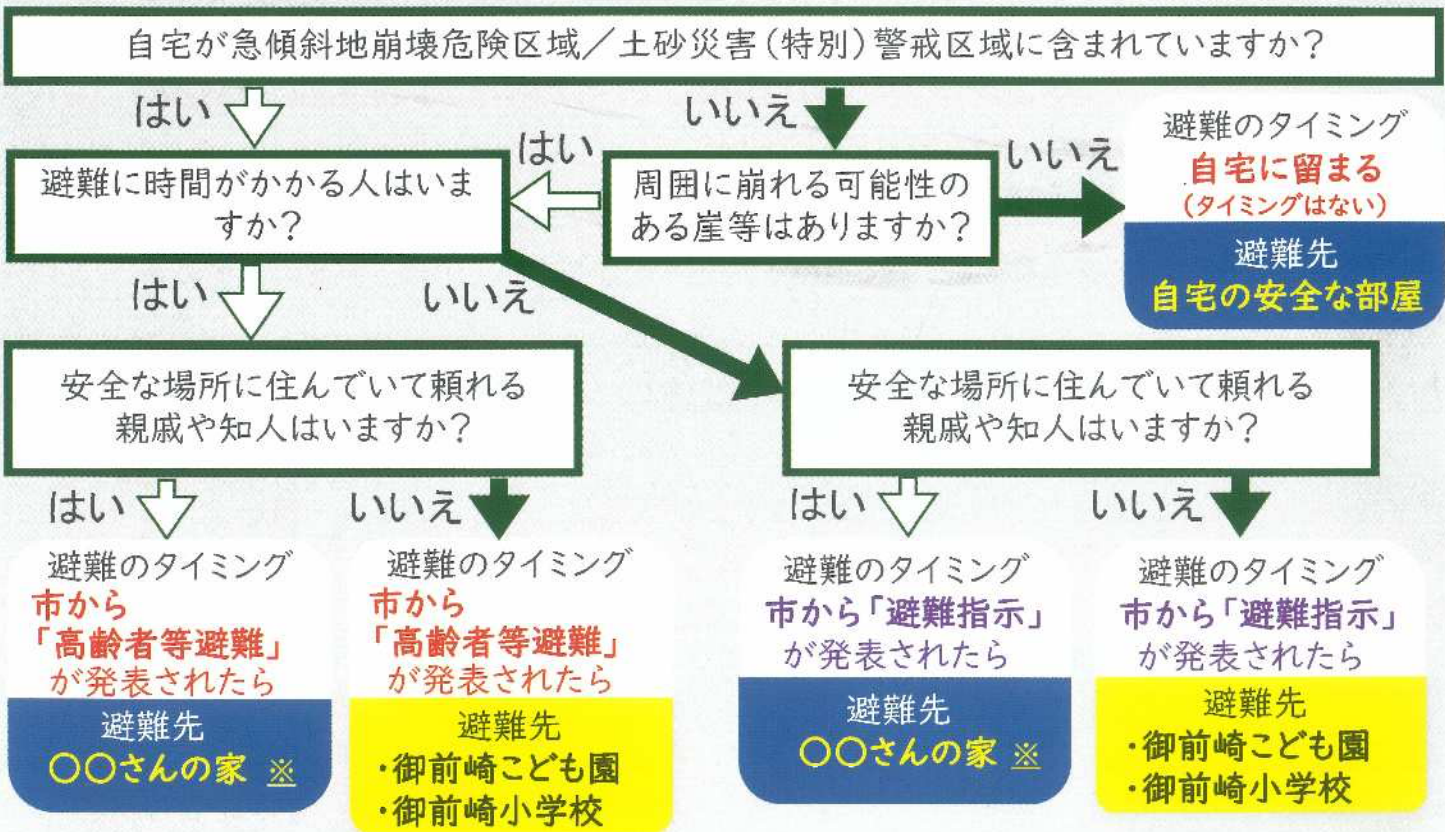 自宅が急傾斜地崩壊危険区域／土砂災害（特別）警戒区域に含まれていますか？
はい
いいえ
避難に時間がかかる人はいま
すか？
はい
周囲に崩れる可能性の
ある崖等はありますか？
いいえ
避難のタイミング
自宅に留まる
（タイミングはない）
避難先
自宅の安全な部屋
はい
いいえ
安全な場所に住んでいて頼れる
親戚や知人はいますか？
安全な場所に住んでいて頼れる
親戚や知人はいますか？
はい
いいえ
はい
いいえ
避難のタイミング
市から
「高齢者等避難」
が発表されたら
避難先
〇〇さんの家 ※
避難のタイミング
市から
「高齢者等避難」
が発表されたら
避難先
・御前崎こども園
・御前崎小学校
避難のタイミング
市から「避難指示」
が発表されたら
避難先
〇〇さんの家 ※
避難のタイミング
市から「避難指示」
が発表されたら
避難先
・御前崎こども園
・御前崎小学校